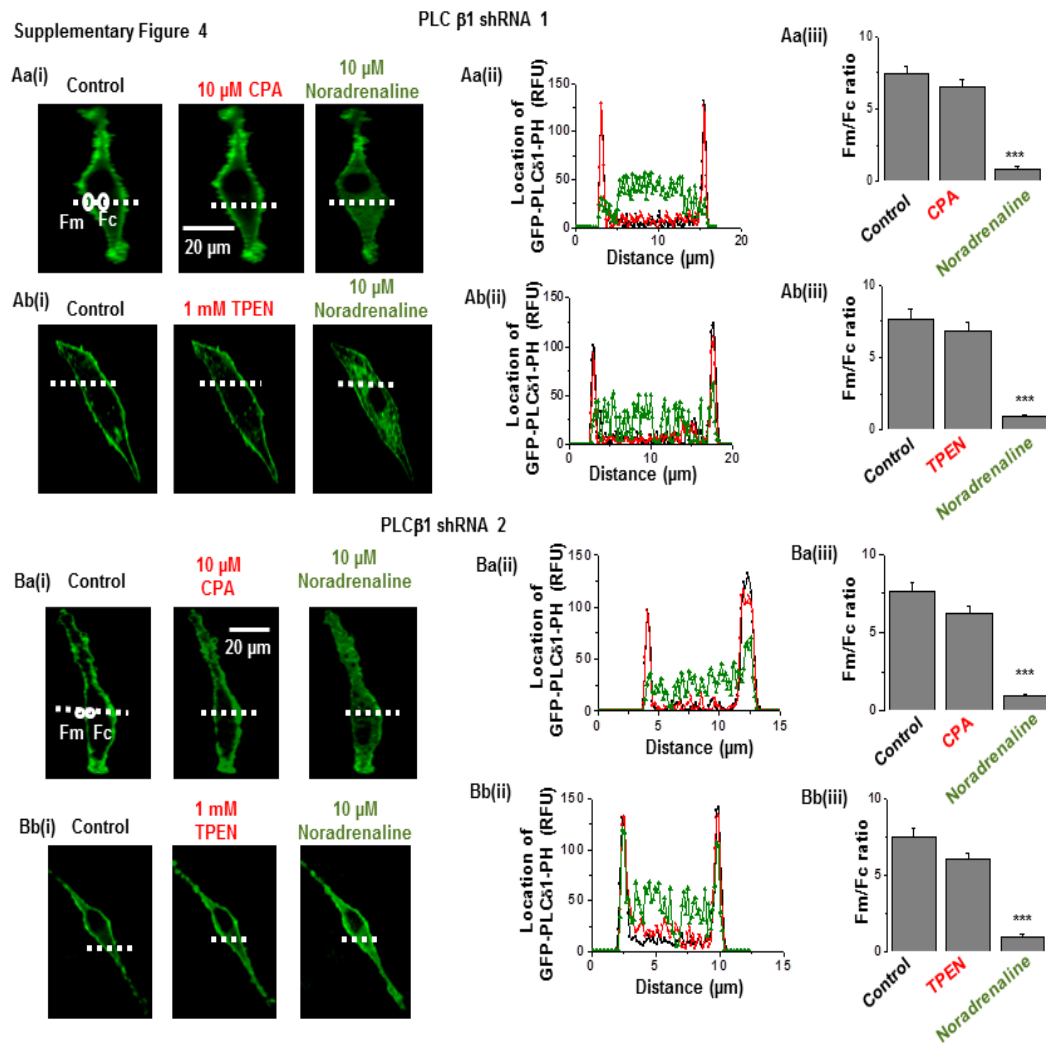 Supplementary Figure 4
PLC β1 shRNA 1
Aa(i)
Control
10 µM CPA
10 µM
Noradrenaline
Fm
Fc
20 µm
Aa(ii)
Location of
GFP-PLCδ1-PH (RFU)
150
100
50
0
0
10
20
Distance (µm)
Aa(iii)
Fm/Fc ratio
10
5
0
***
Control
CPA
Noradrenaline
Ab(i)
Control
1 mM TPEN
10 µM
Noradrenaline
Ab(ii)
Location of
GFP-PLCδ1-PH (RFU)
150
100
50
0
0
10
20
Distance (µm)
Ab(iii)
Fm/Fc ratio
10
5
0
***
Control
TPEN
Noradrenaline
PLCβ1 shRNA 2
Ba(i)
Control
10 µM
CPA
10 µM
Noradrenaline
Fm
Fc
20 µm
Ba(ii)
Location of
GFP-PLCδ1-PH (RFU)
150
100
50
0
0
5
10
15
Distance (µm)
Ba(iii)
Fm/Fc ratio
10
5
0
***
Control
CPA
Noradrenaline
Bb(i)
Control
1 mM
TPEN
10 µM
Noradrenaline
Bb(ii)
Location of
GFP-PLCδ1-PH (RFU)
150
100
50
0
0
5
10
15
Distance (µm)
Bb(iii)
Fm/Fc ratio
10
5
0
***
Control
TPEN
Noradrenaline